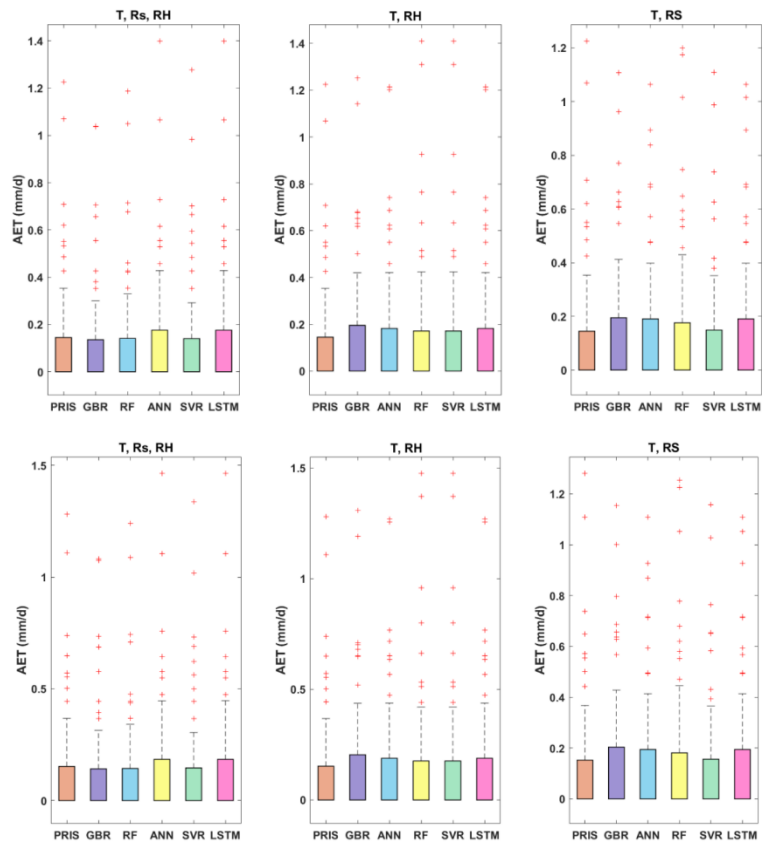 T, Rs, RH
1.4
1.2
1
0.8
0.6
0.4
0.2
0
AET (mm/d)
PRIS GBR RF ANN SVR LSTM
T, RH
1.4
1.2
1
0.8
0.6
0.4
0.2
0
AET (mm/d)
PRIS GBR ANN RF SVR LSTM
T, RS
1.2
1
0.8
0.6
0.4
0.2
0
AET (mm/d)
PRIS GBR ANN RF SVR LSTM
T, Rs, RH
1.5
1
0.5
0
AET (mm/d)
PRIS GBR RF ANN SVR LSTM
T, RH
1.5
1
0.5
0
AET (mm/d)
PRIS GBR ANN RF SVR LSTM
T, RS
1.2
1
0.8
0.6
0.4
0.2
0
AET (mm/d)
PRIS GBR ANN RF SVR LSTM